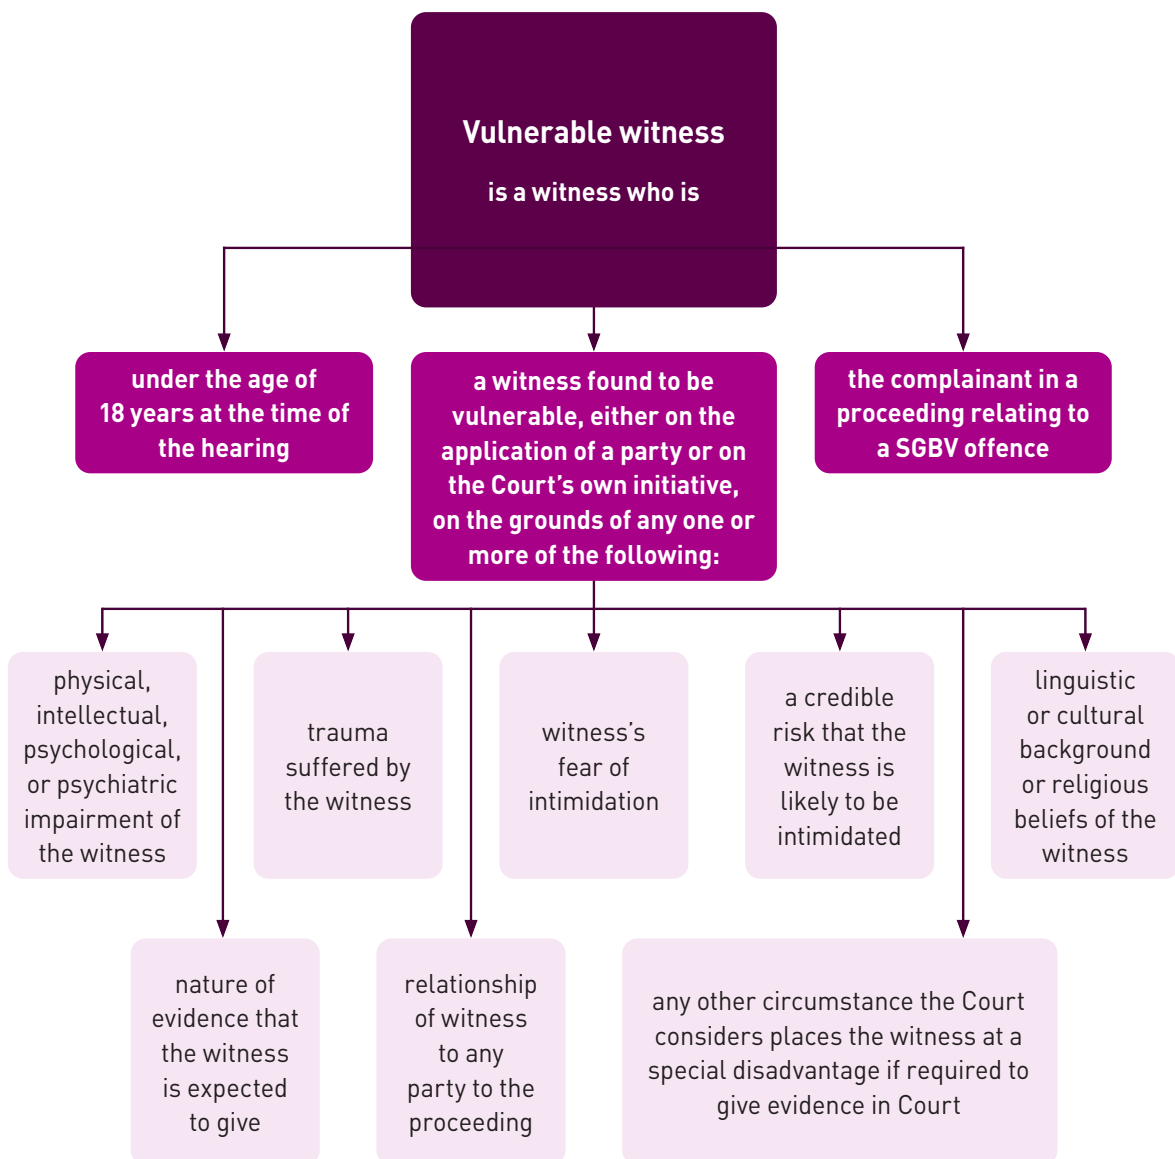 Vulnerable witness
is a witness who is
under the age of
18 years at the time of
the hearing
a witness found to be
vulnerable, either on the
application of a party or on
the Court’s own initiative,
on the grounds of any one or
more of the following:
the complainant in a
proceeding relating to
a SGBV offence
physical,
intellectual,
psychological,
or psychiatric
impairment of
the witness
trauma
suffered by
the witness
witness’s
fear of
intimidation
a credible
risk that the
witness is
likely to be
intimidated
linguistic
or cultural
background
or religious
beliefs of the
witness
nature of
evidence that
the witness
is expected
to give
relationship
of witness
to any
party to the
proceeding
any other circumstance the Court
considers places the witness at a
special disadvantage if required to
give evidence in Court